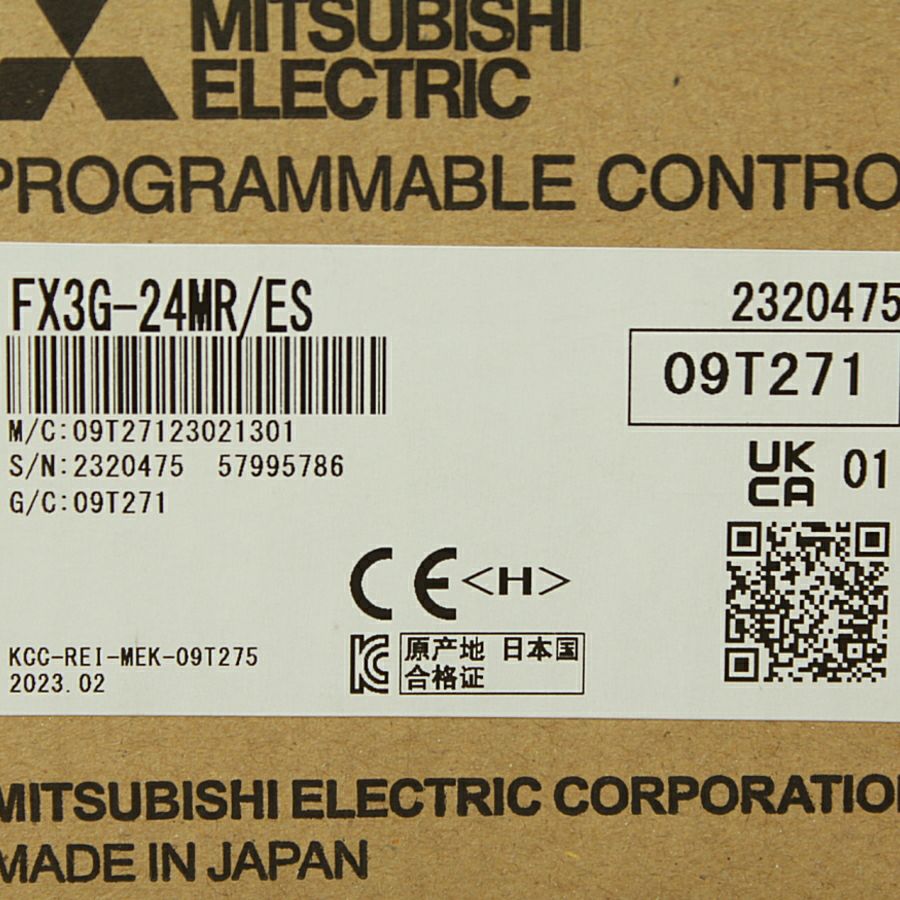 MITSUBISHI
ELECTRIC
PROGRAMMABLE CONTRO
FX3G-24MR/ES
2320475
09T271
M/C:09T27123021301
S/N:2320475 57995786
G/C:09T271
UK
CA
01
CE <H>
KCC-REI-MEK-09T275
2023.02
原产地 日本国
合格证
MITSUBISHI ELECTRIC CORPORATIO
MADE IN JAPAN